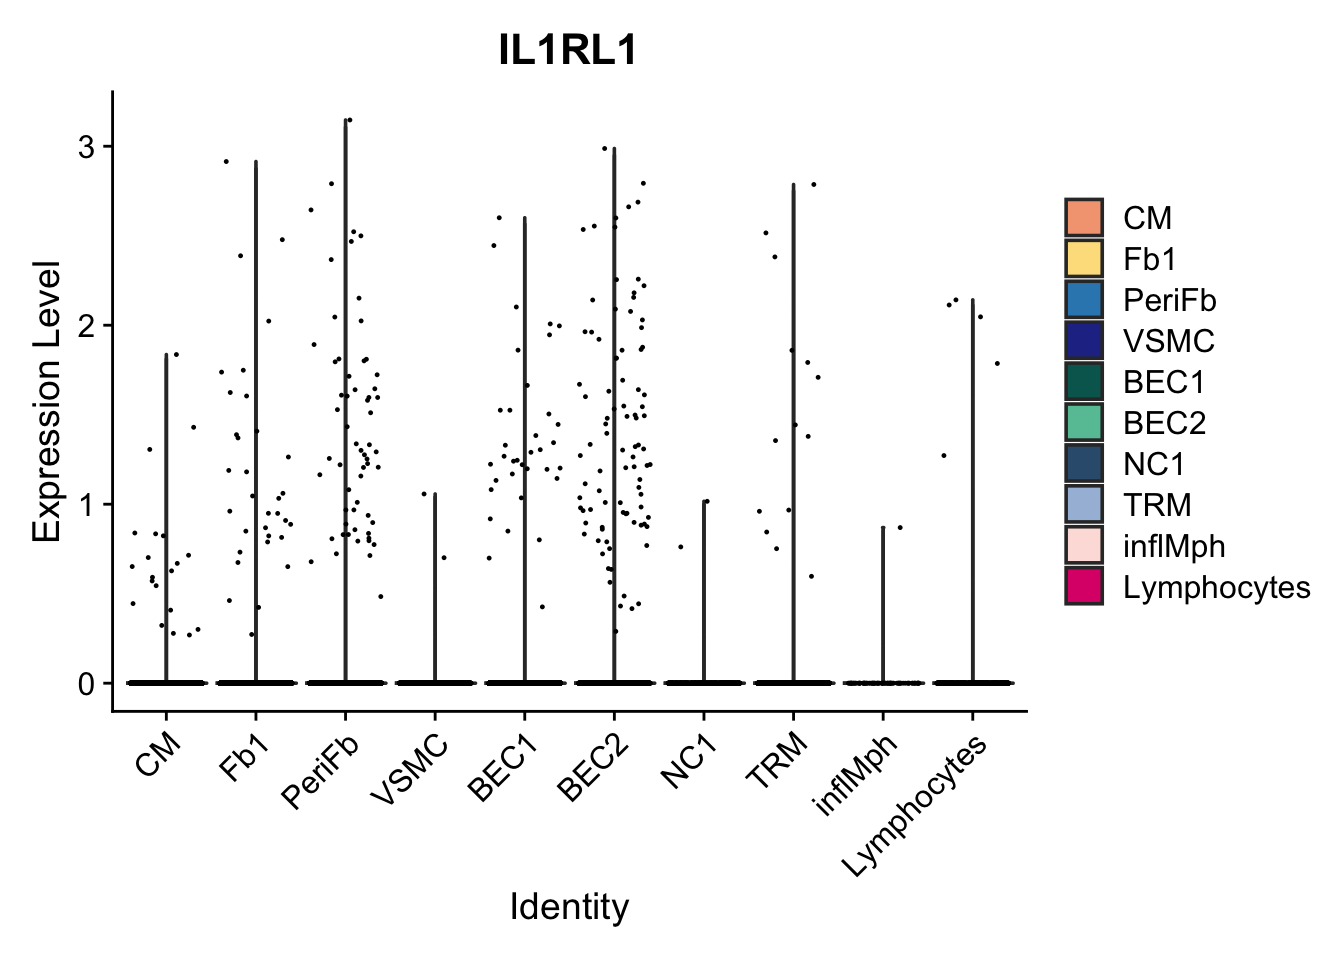 IL1RL1
Expression Level
3
2
1
0
CM
Fb1
PeriFb
VSMC
BEC1
BEC2
NC1
TRM
inflMph
Lymphocytes
Identity
CM
Fb1
PeriFb
VSMC
BEC1
BEC2
NC1
TRM
inflMph
Lymphocytes